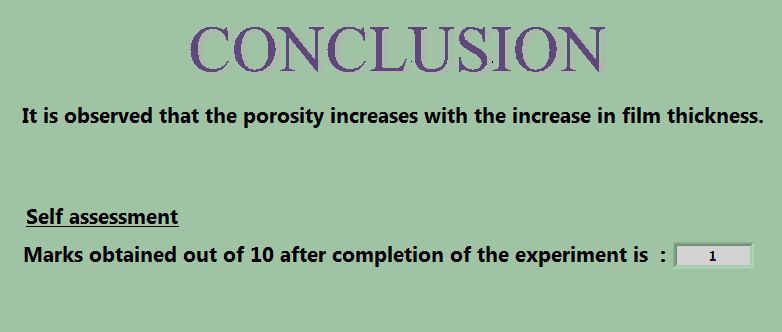 CONCLUSION
It is observed that the porosity increases with the increase in film thickness.
Self assessment
Marks obtained out of 10 after completion of the experiment is : 1